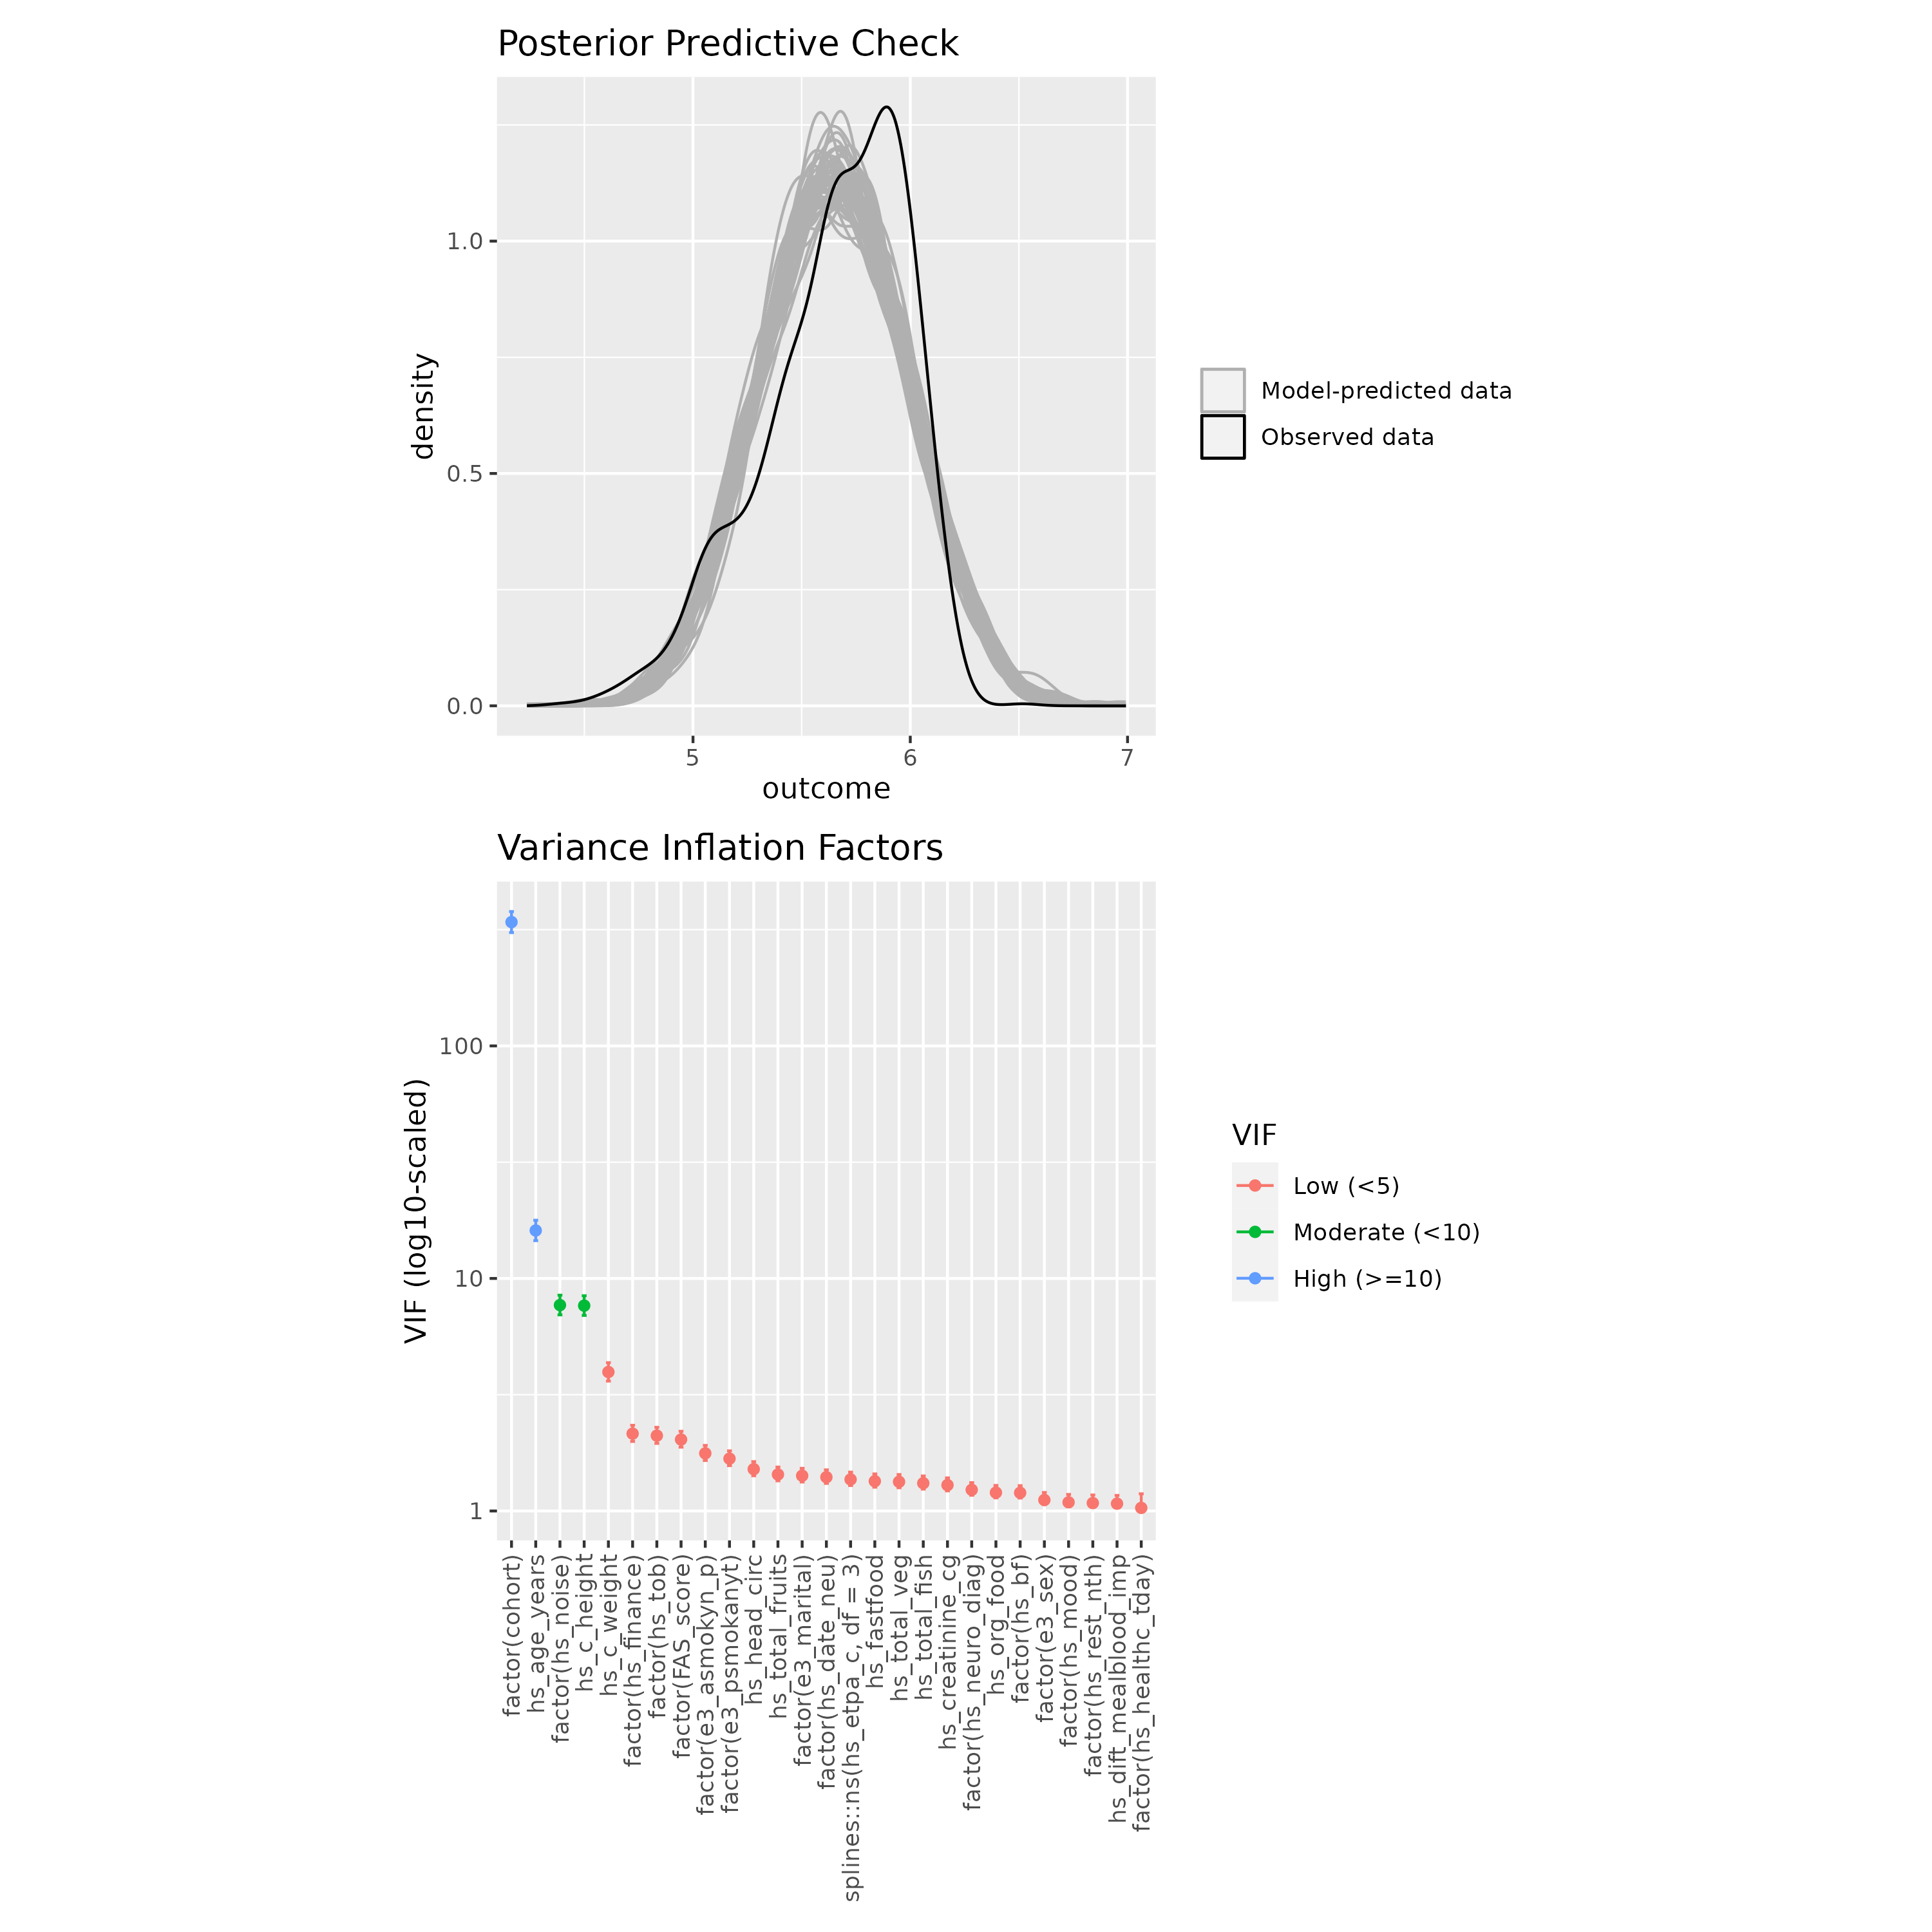 Posterior Predictive Check
density
1.0
0.5
0.0
5
6
7
outcome
Model-predicted data
Observed data
Variance Inflation Factors
VIF (log10-scaled)
100
10
1
factor(cohort)
hs_age_years
factor(hs_noise)
hs_c_height
hs_c_weight
factor(hs_finance)
factor(hs_tob)
factor(FAS_score)
factor(e3_asmokyn_p)
factor(e3_psmokanyt)
hs_head_circ
hs_total_fruits
factor(e3_marital)
factor(hs_date_neu)
splines::ns(hs_etpa_c, df = 3)
hs_fastfood
hs_total_veg
hs_total_fish
hs_creatinine_cg
factor(hs_neuro_diag)
hs_org_food
factor(hs_bf)
factor(e3_sex)
factor(hs_mood)
factor(hs_rest_nth)
hs_dift_mealblood_imp
factor(hs_healthc_tday)
VIF
Low (<5)
Moderate (<10)
High (>=10)